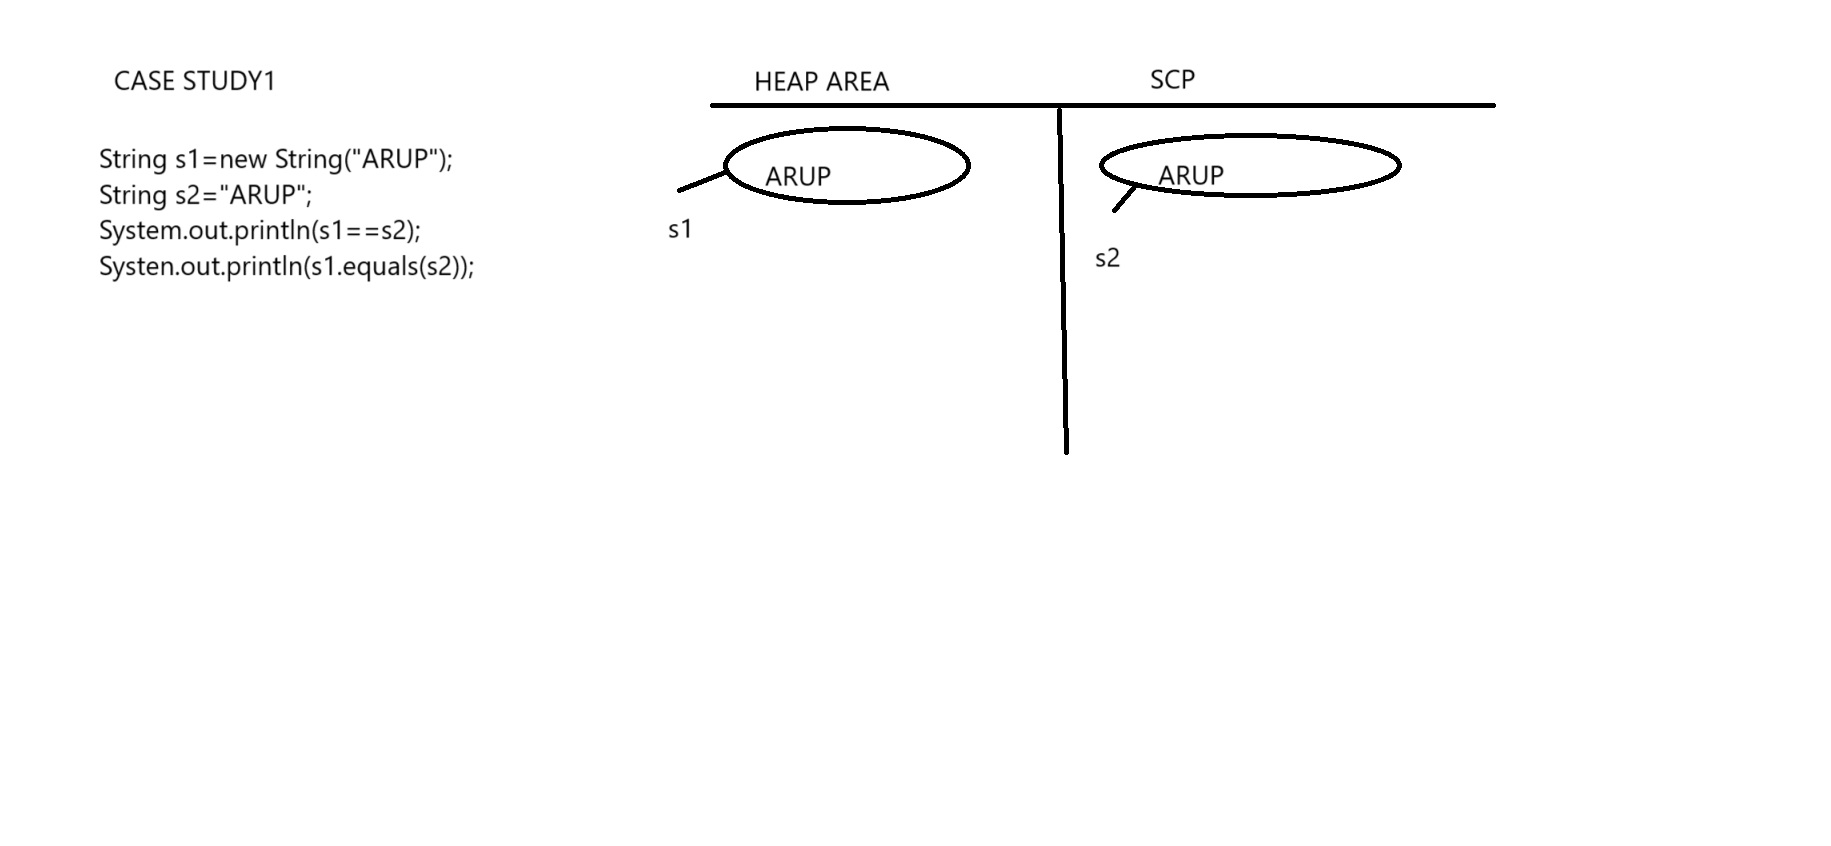 CASE STUDY1
String s1=new String("ARUP");
String s2="ARUP";
System.out.println(s1==s2);
Systen.out.println(s1.equals(s2));
HEAP AREA
SCP
ARUP
ARUP
s1
s2